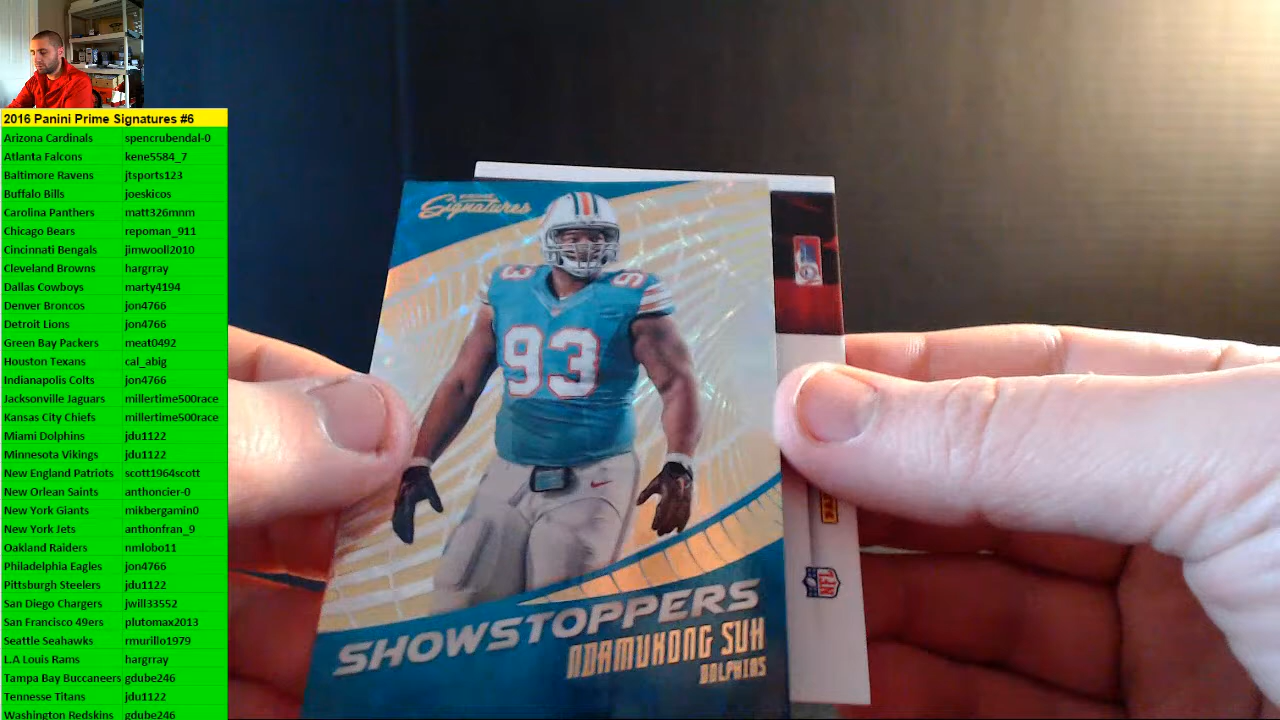 2016 Panini Prime Signatures #6
Arizona Cardinals spencrubendal-0
Atlanta Falcons kene5584_7
Baltimore Ravens jtsports123
Buffalo Bills joeskicos
Carolina Panthers matt326mnm
Chicago Bears repoman_911
Cincinnati Bengals jimwooll2010
Cleveland Browns hargrray
Dallas Cowboys marty4194
Denver Broncos jon4766
Detroit Lions jon4766
Green Bay Packers meat0492
Houston Texans cal_abig
Indianapolis Colts jon4766
Jacksonville Jaguars millertime500race
Kansas City Chiefs millertime500race
Miami Dolphins jdu1122
Minnesota Vikings jdu1122
New England Patriots scott1964scott
New Orlean Saints anthoncier-0
New York Giants mikbergamin0
New York Jets anthonfran_9
Oakland Raiders nmlobo11
Philadelphia Eagles jon4766
Pittsburgh Steelers jdu1122
San Diego Chargers jwill33552
San Francisco 49ers plutomax2013
Seattle Seahawks rmurillo1979
L.A Louis Rams hargrray
Tampa Bay Buccaneers gdube246
Tennesse Titans jdu1122
Washington Redskins gdube246
PRIME
Signatures
93
93
SHOWSTOPPERS
NDAMUKONG SUH
DOLPHINS
NFL